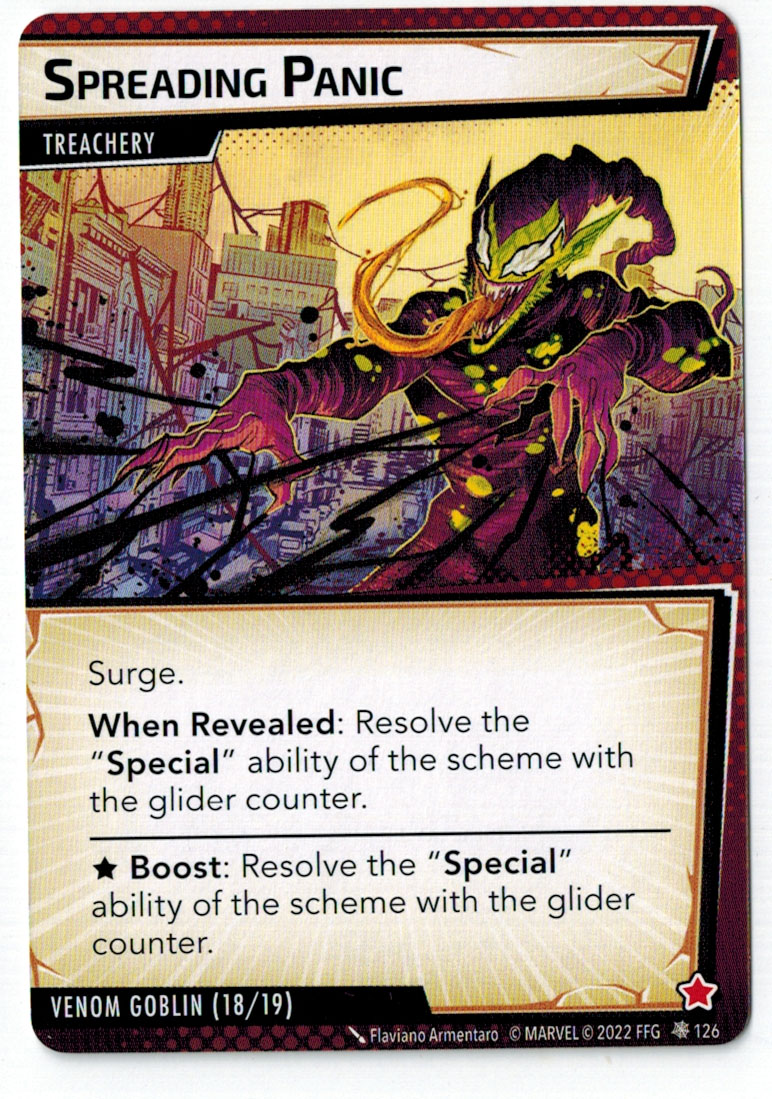 SPREADING PANIC
TREACHERY
Surge.
When Revealed: Resolve the
“Special” ability of the scheme with
the glider counter.
★ Boost: Resolve the “Special”
ability of the scheme with the glider
counter.
VENOM GOBLIN (18/19)
Flaviano Armentaro © MARVEL © 2022 FFG 126